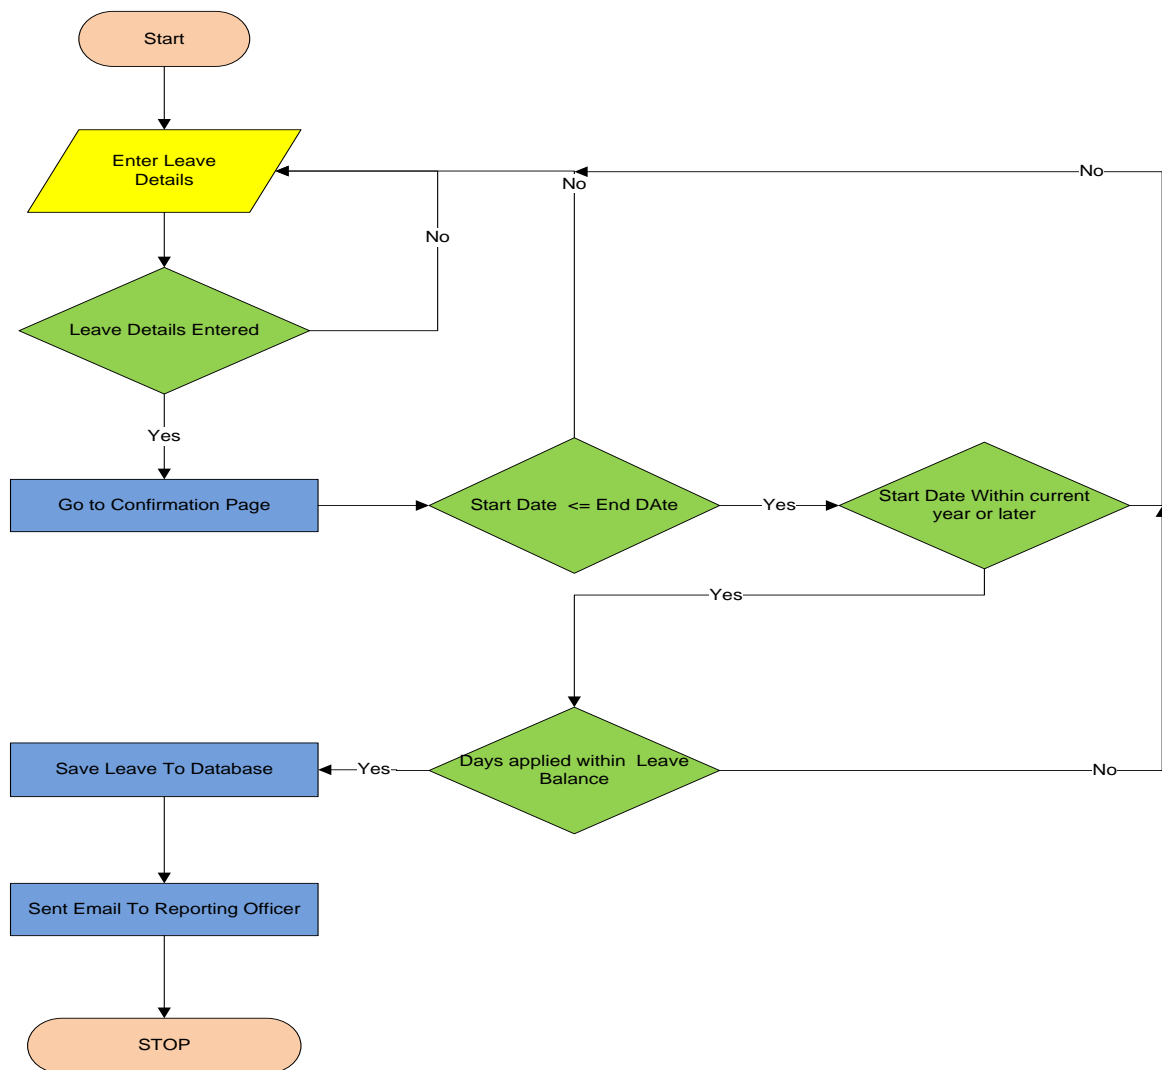 Start
Enter Leave
Details
No
No
No
Leave Details Entered
Yes
Go to Confirmation Page
Start Date  <= End DAte
Yes
Start Date Within current
year or later
Yes
Save Leave To Database
Yes
Days applied within  Leave
Balance
No
Sent Email To Reporting Officer
STOP